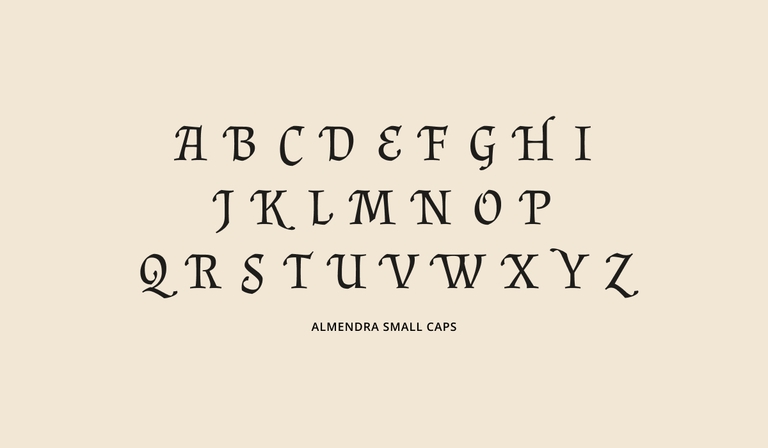 A B C D E F G H I
J K L M N O P
Q R S T U V W X Y Z
ALMENDRA SMALL CAPS